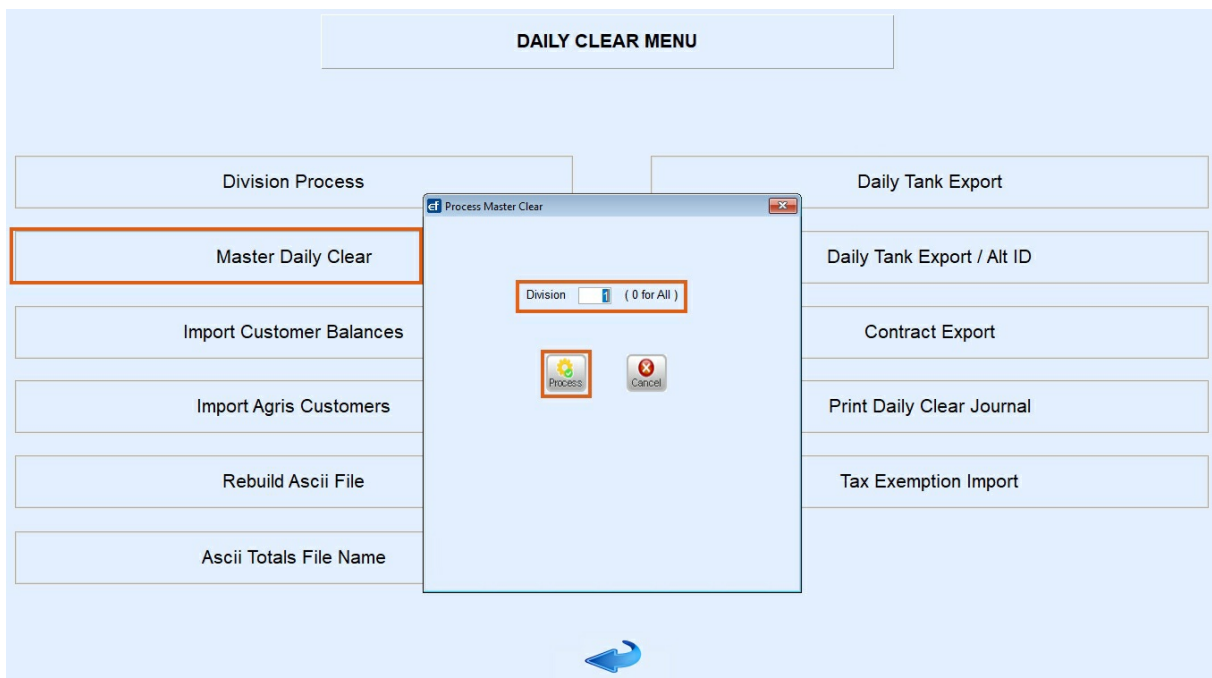 DAILY CLEAR MENU
Division Process
Daily Tank Export
ef Process Master Clear
Master Daily Clear
Daily Tank Export / Alt ID
Division 1 ( 0 for All )
Import Customer Balances
Contract Export
Process
Cancel
Import Agris Customers
Print Daily Clear Journal
Rebuild Ascii File
Tax Exemption Import
Ascii Totals File Name